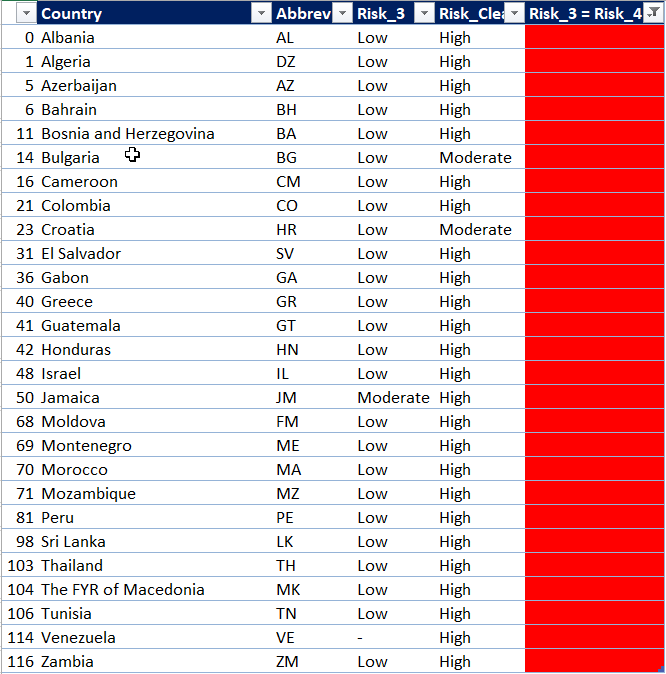 Country Abbrev Risk_3 Risk_Clea Risk_3 = Risk_4
0 Albania AL Low High
1 Algeria DZ Low High
5 Azerbaijan AZ Low High
6 Bahrain BH Low High
11 Bosnia and Herzegovina BA Low High
14 Bulgaria BG Low Moderate
16 Cameroon CM Low High
21 Colombia CO Low High
23 Croatia HR Low Moderate
31 El Salvador SV Low High
36 Gabon GA Low High
40 Greece GR Low High
41 Guatemala GT Low High
42 Honduras HN Low High
48 Israel IL Low High
50 Jamaica JM Moderate High
68 Moldova FM Low High
69 Montenegro ME Low High
70 Morocco MA Low High
71 Mozambique MZ Low High
81 Peru PE Low High
98 Sri Lanka LK Low High
103 Thailand TH Low High
104 The FYR of Macedonia MK Low High
106 Tunisia TN Low High
114 Venezuela VE - High
116 Zambia ZM Low High